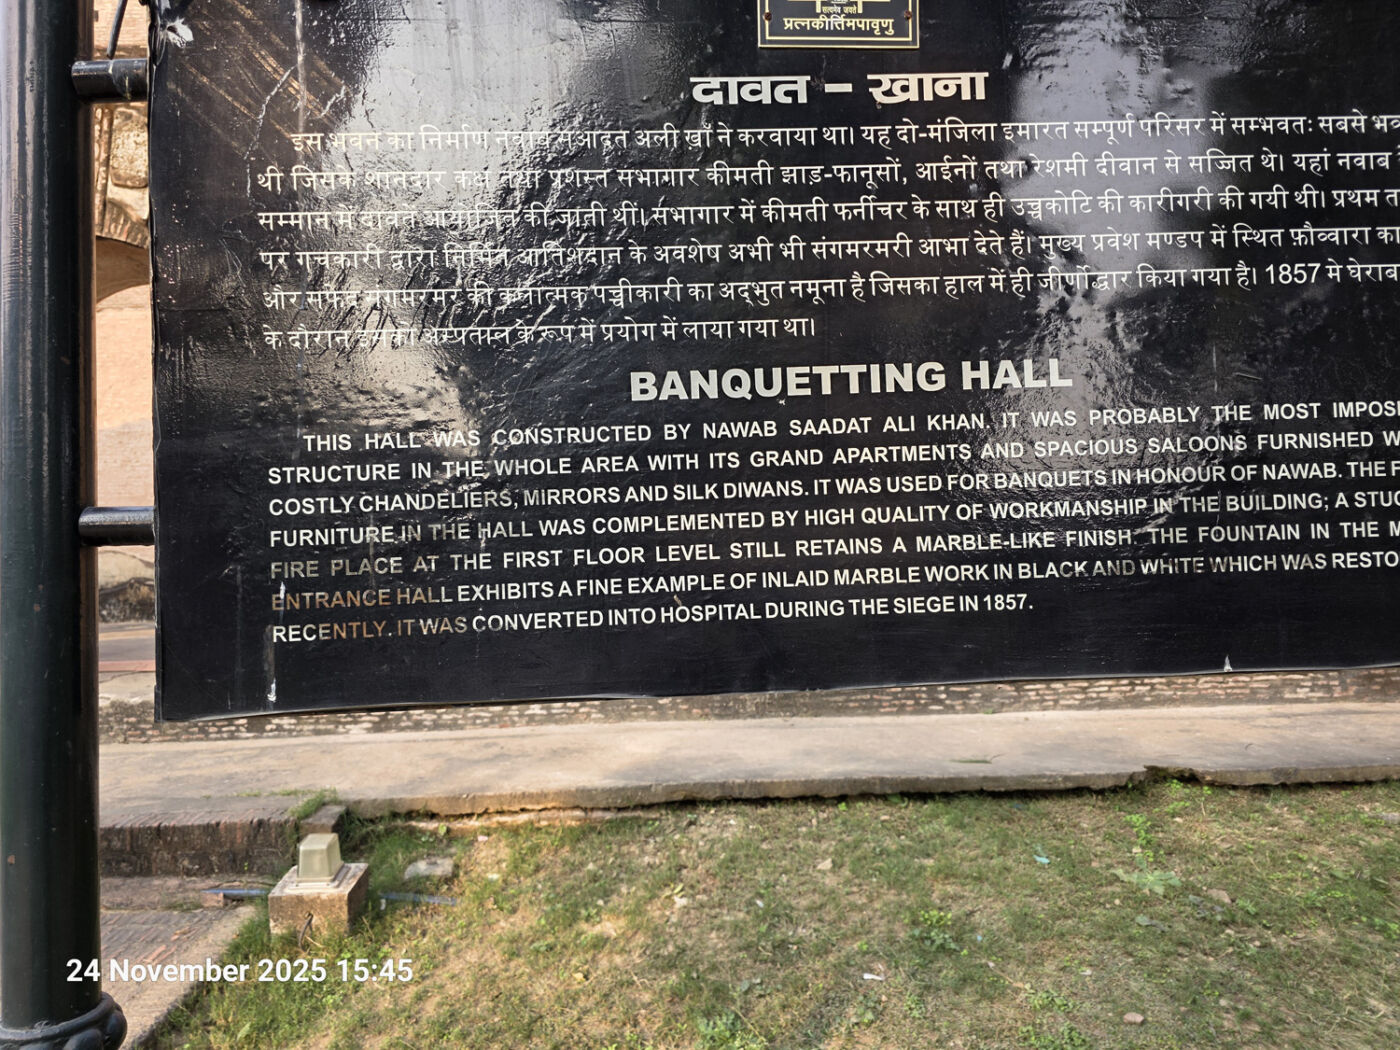 सत्यमेव जयते
प्रत्नकीर्तिमपावृणु
दावत – खाना
इस भवन का निर्माण नवाब सआदत अली खाँ ने करवाया था। यह दो-मंजिला इमारत सम्पूर्ण परिसर में सम्भवतः सबसे
थी जिसके शानदार कक्ष तथा प्रशस्त सभागार कीमती झाड़-फानूसों, आईनों तथा रेशमी दीवान से सज्जित थे। यहां नवाब
सम्मान में दावतें आयोजित की जाती थीं। सभागार में कीमती फर्नीचर के साथ ही उच्चकोटि की कारीगरी की गयी थी। प्रथम
पर गचकारी द्वारा निर्मित आतिशदान के अवशेष अभी भी संगमरमरी आभा देते हैं। मुख्य प्रवेश मण्डप में स्थित फ़ौव्वारा
और सफेद संगमरमर की कलात्मक पच्चीकारी का अद्भुत नमूना है जिसका हाल में ही जीर्णोद्धार किया गया है। 1857 मे
के दौरान इसको अस्पताल के रूप में प्रयोग में लाया गया था।
BANQUETTING HALL
THIS HALL WAS CONSTRUCTED BY NAWAB SAADAT ALI KHAN. IT WAS PROBABLY THE MOST
STRUCTURE IN THE WHOLE AREA WITH ITS GRAND APARTMENTS AND SPACIOUS SALOONS FURNISHED
COSTLY CHANDELIERS, MIRRORS AND SILK DIWANS. IT WAS USED FOR BANQUETS IN HONOUR OF NAWAB. THE
FURNITURE IN THE HALL WAS COMPLEMENTED BY HIGH QUALITY OF WORKMANSHIP IN THE BUILDING; A
FIRE PLACE AT THE FIRST FLOOR LEVEL STILL RETAINS A MARBLE-LIKE FINISH. THE FOUNTAIN IN THE
ENTRANCE HALL EXHIBITS A FINE EXAMPLE OF INLAID MARBLE WORK IN BLACK AND WHITE WHICH WAS
RECENTLY. IT WAS CONVERTED INTO HOSPITAL DURING THE SIEGE IN 1857.
24 November 2025 15:45